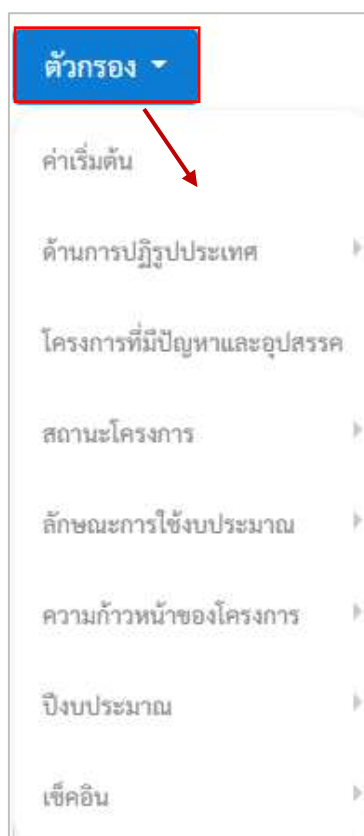 ตัวกรอง
ค่าเริ่มต้น
ด้านการปฏิรูปประเทศ
โครงการที่มีปัญหาและอุปสรรค
สถานะโครงการ
ลักษณะการใช้งบประมาณ
ความก้าวหน้าของโครงการ
ปีงบประมาณ
เช็คอิน